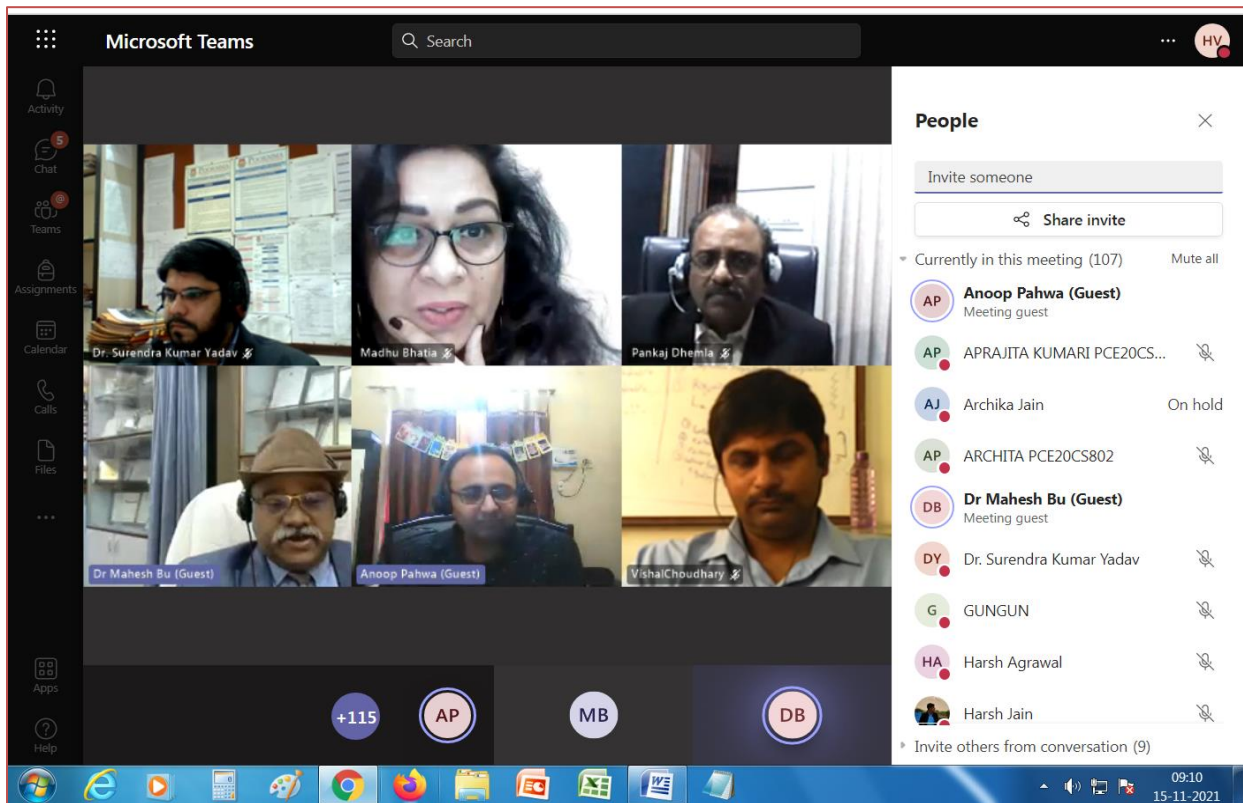 Microsoft Teams
Search
HV
Activity
5
Chat
@
Teams
Assignments
Calendar
Calls
Files
Apps
Help
Dr. Surendra Kumar Yadav
Madhu Bhatia
Pankaj Dhemla
Dr Mahesh Bu (Guest)
Anoop Pahwa (Guest)
VishalChoudhary
+115
AP
MB
DB
People
Invite someone
Share invite
Currently in this meeting (107) Mute all
AP Anoop Pahwa (Guest)
Meeting guest
AP APRAJITA KUMARI PCE20CS...
AJ Archika Jain On hold
AP ARCHITA PCE20CS802
DB Dr Mahesh Bu (Guest)
Meeting guest
DY Dr. Surendra Kumar Yadav
G GUNGUN
HA Harsh Agrawal
Harsh Jain
Invite others from conversation (9)
09:10
15-11-2021